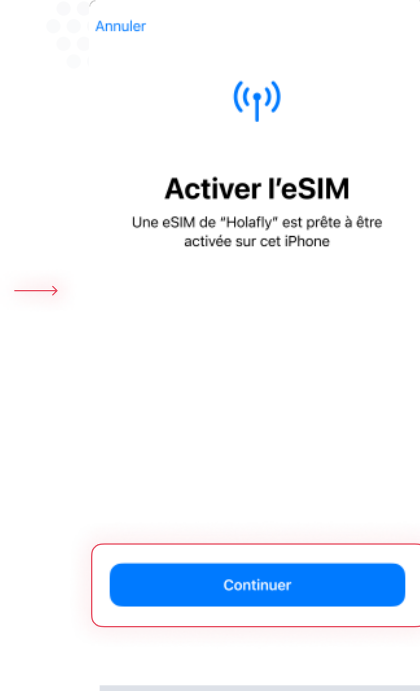 Annuler
Activer l'eSIM
Une eSIM de "Holafly" est prête à être
activée sur cet iPhone
Continuer